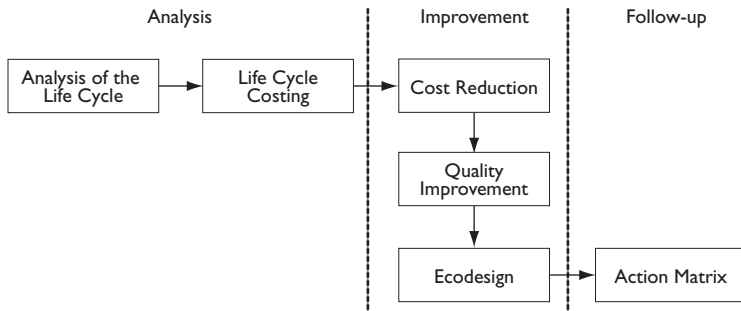 Analysis
Improvement
Follow-up
Analysis of the
Life Cycle
Life Cycle
Costing
Cost Reduction
Quality
Improvement
Ecodesign
Action Matrix